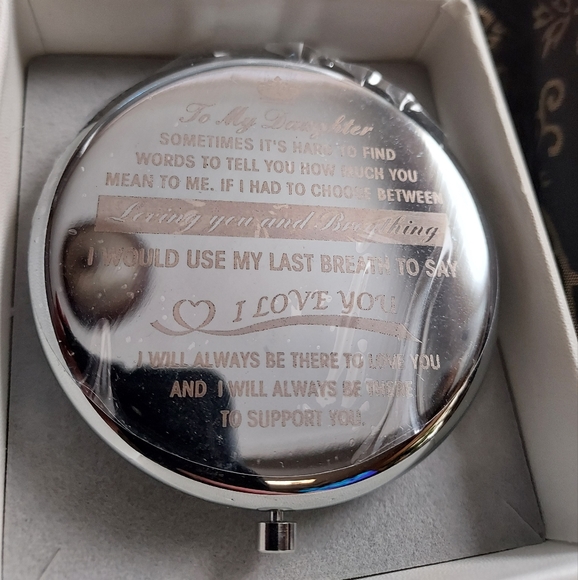 To My Daughter
SOMETIMES IT'S HARD TO FIND
WORDS TO TELL YOU HOW MUCH YOU
MEAN TO ME. IF I HAD TO CHOOSE BETWEEN
Loving you and Breathing
I WOULD USE MY LAST BREATH TO SAY
I LOVE YOU
I WILL ALWAYS BE THERE TO LOVE YOU
AND I WILL ALWAYS BE THERE
TO SUPPORT YOU.